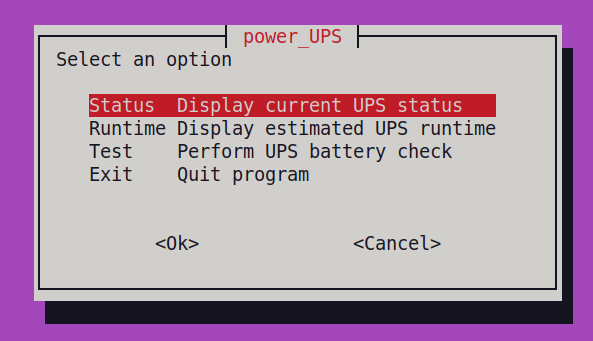 power_UPS
Select an option
Status Display current UPS status
Runtime Display estimated UPS runtime
Test Perform UPS battery check
Exit Quit program
<Ok> <Cancel>